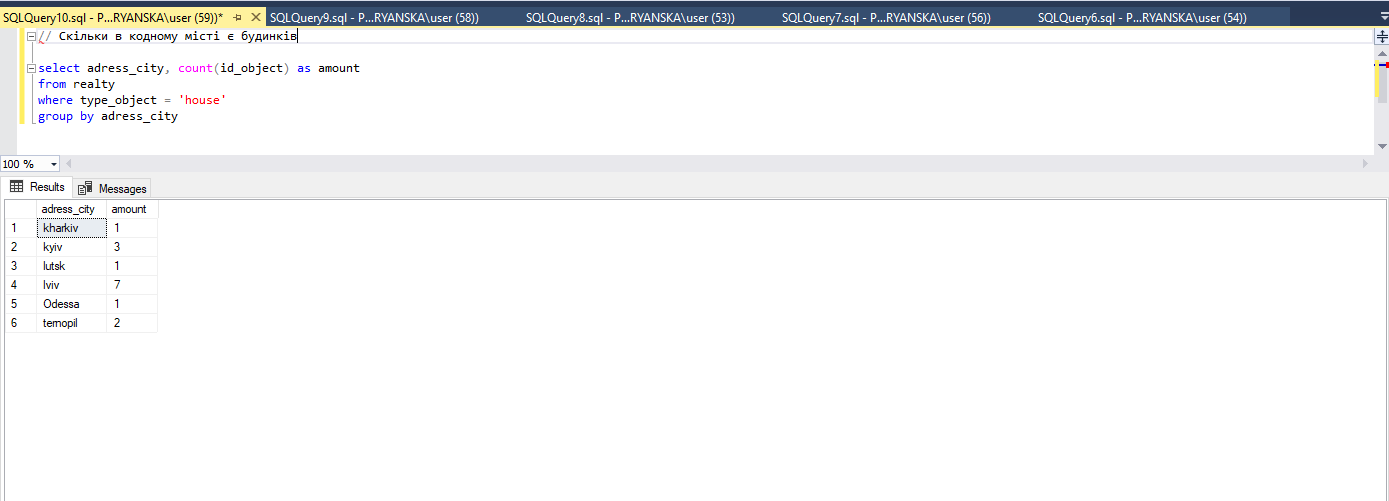 SQLQuery10.sql - P...RYANSKA\user (59))* SQLQuery9.sql - P...RYANSKA\user (58)) SQLQuery8.sql - P...RYANSKA\user (53)) SQLQuery7.sql - P...RYANSKA\user (56)) SQLQuery6.sql - P...RYANSKA\user (54))
// Скільки в кодному місті є будинків
select adress_city, count(id_object) as amount
from realty
where type_object = 'house'
group by adress_city
100 %
Results Messages
adress_city amount
1 kharkiv 1
2 kyiv 3
3 lutsk 1
4 lviv 7
5 Odessa 1
6 ternopil 2